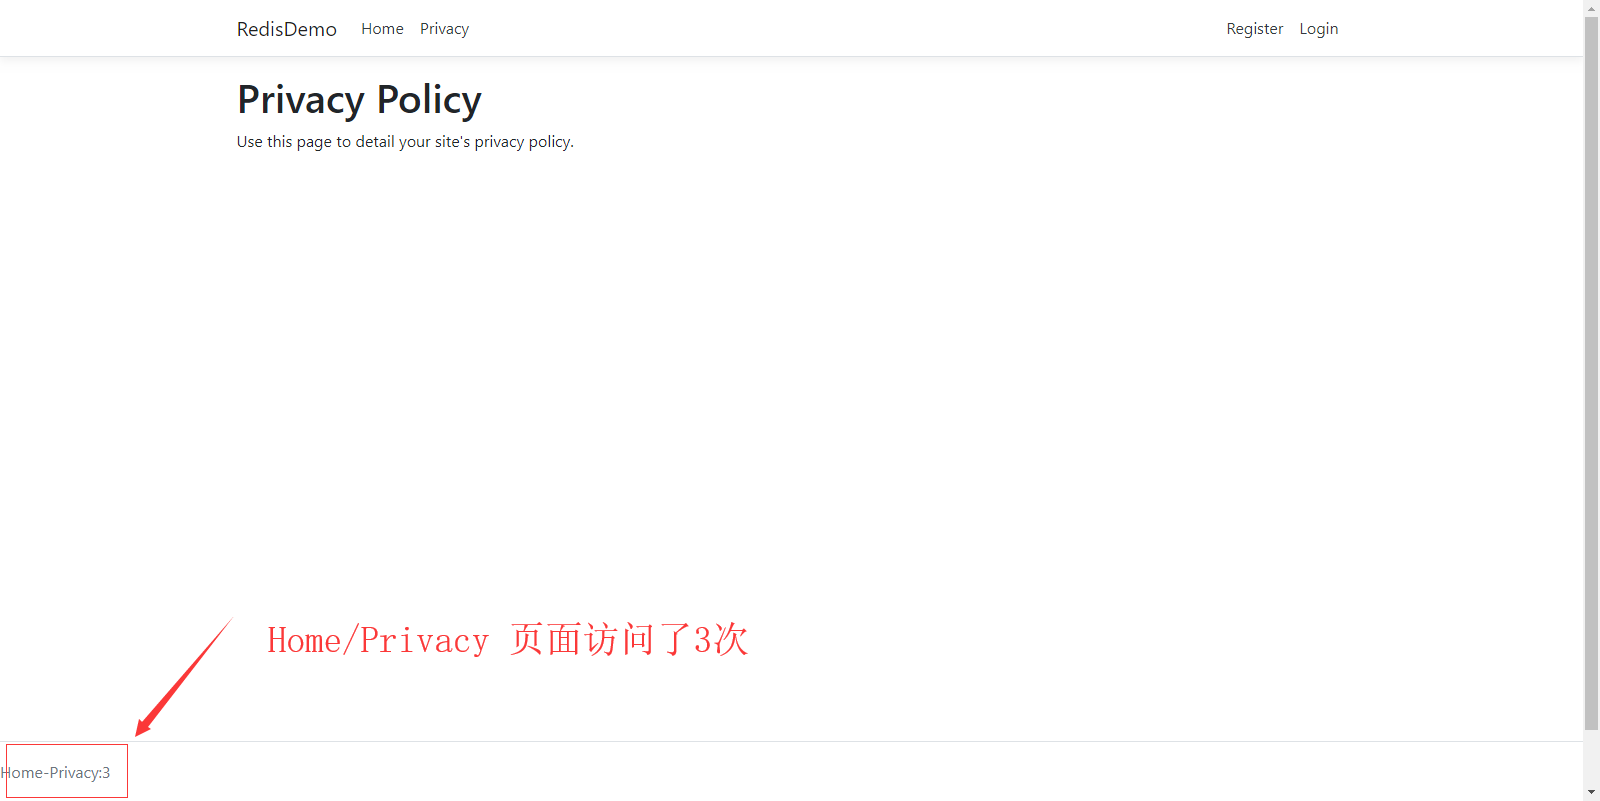 RedisDemo Home Privacy Register Login
Privacy Policy
Use this page to detail your site's privacy policy.
Home/Privacy 页面访问了3次
Home-Privacy:3